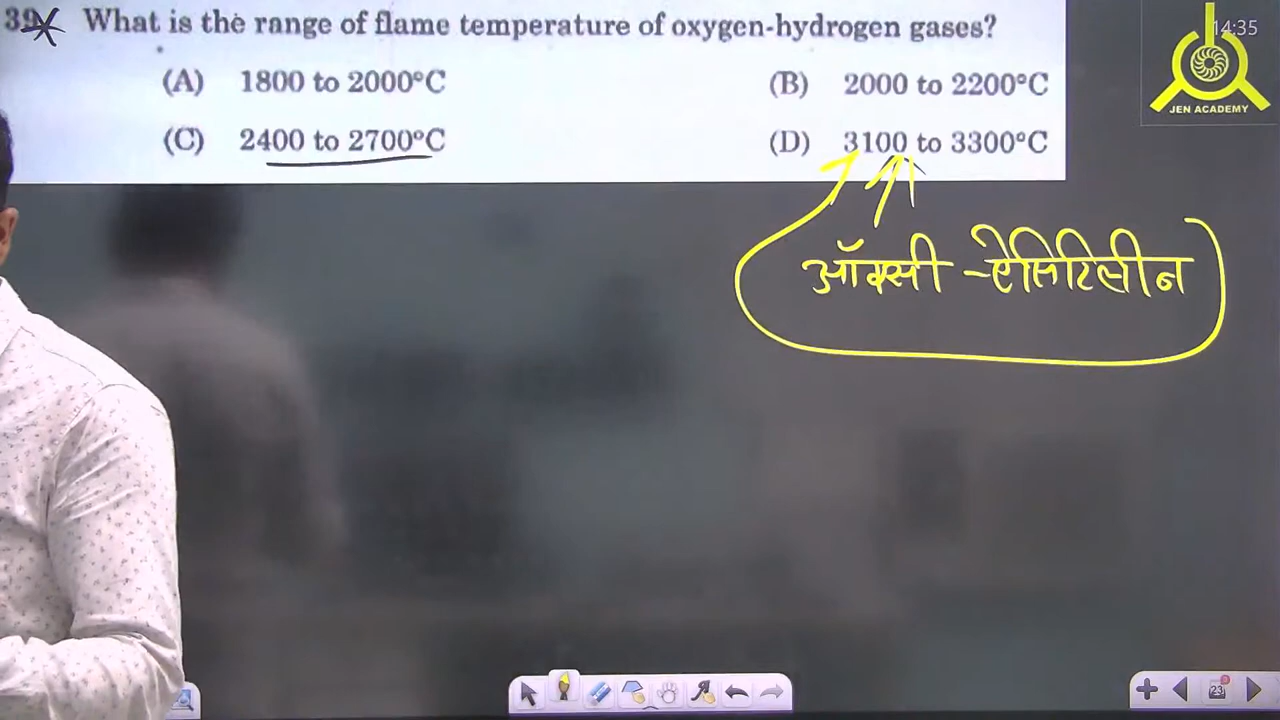 39. What is the range of flame temperature of oxygen-hydrogen gases?
(A) 1800 to 2000°C
(B) 2000 to 2200°C
(C) 2400 to 2700°C
(D) 3100 to 3300°C
ऑक्सी-ऐसिटिलीन
14:35
JEN ACADEMY
23